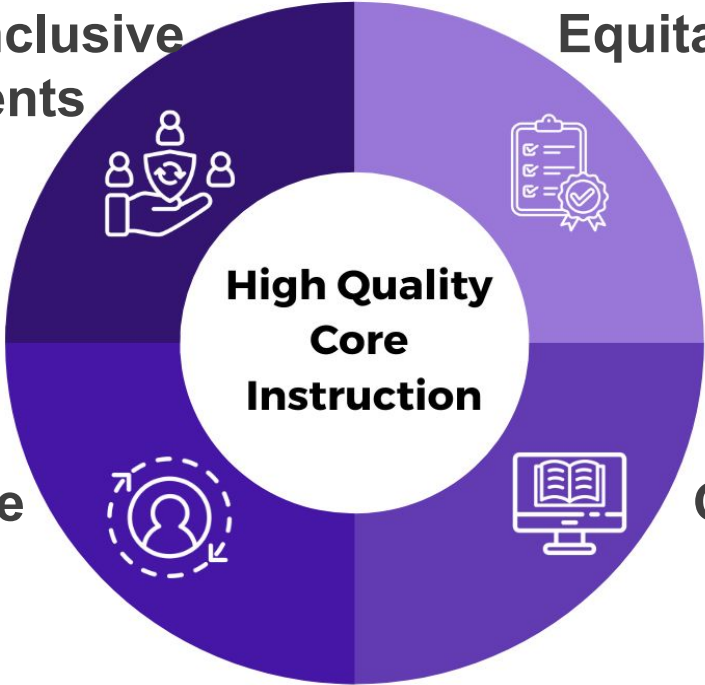 nclusive
ents
Equita
High Quality
Core
Instruction
e